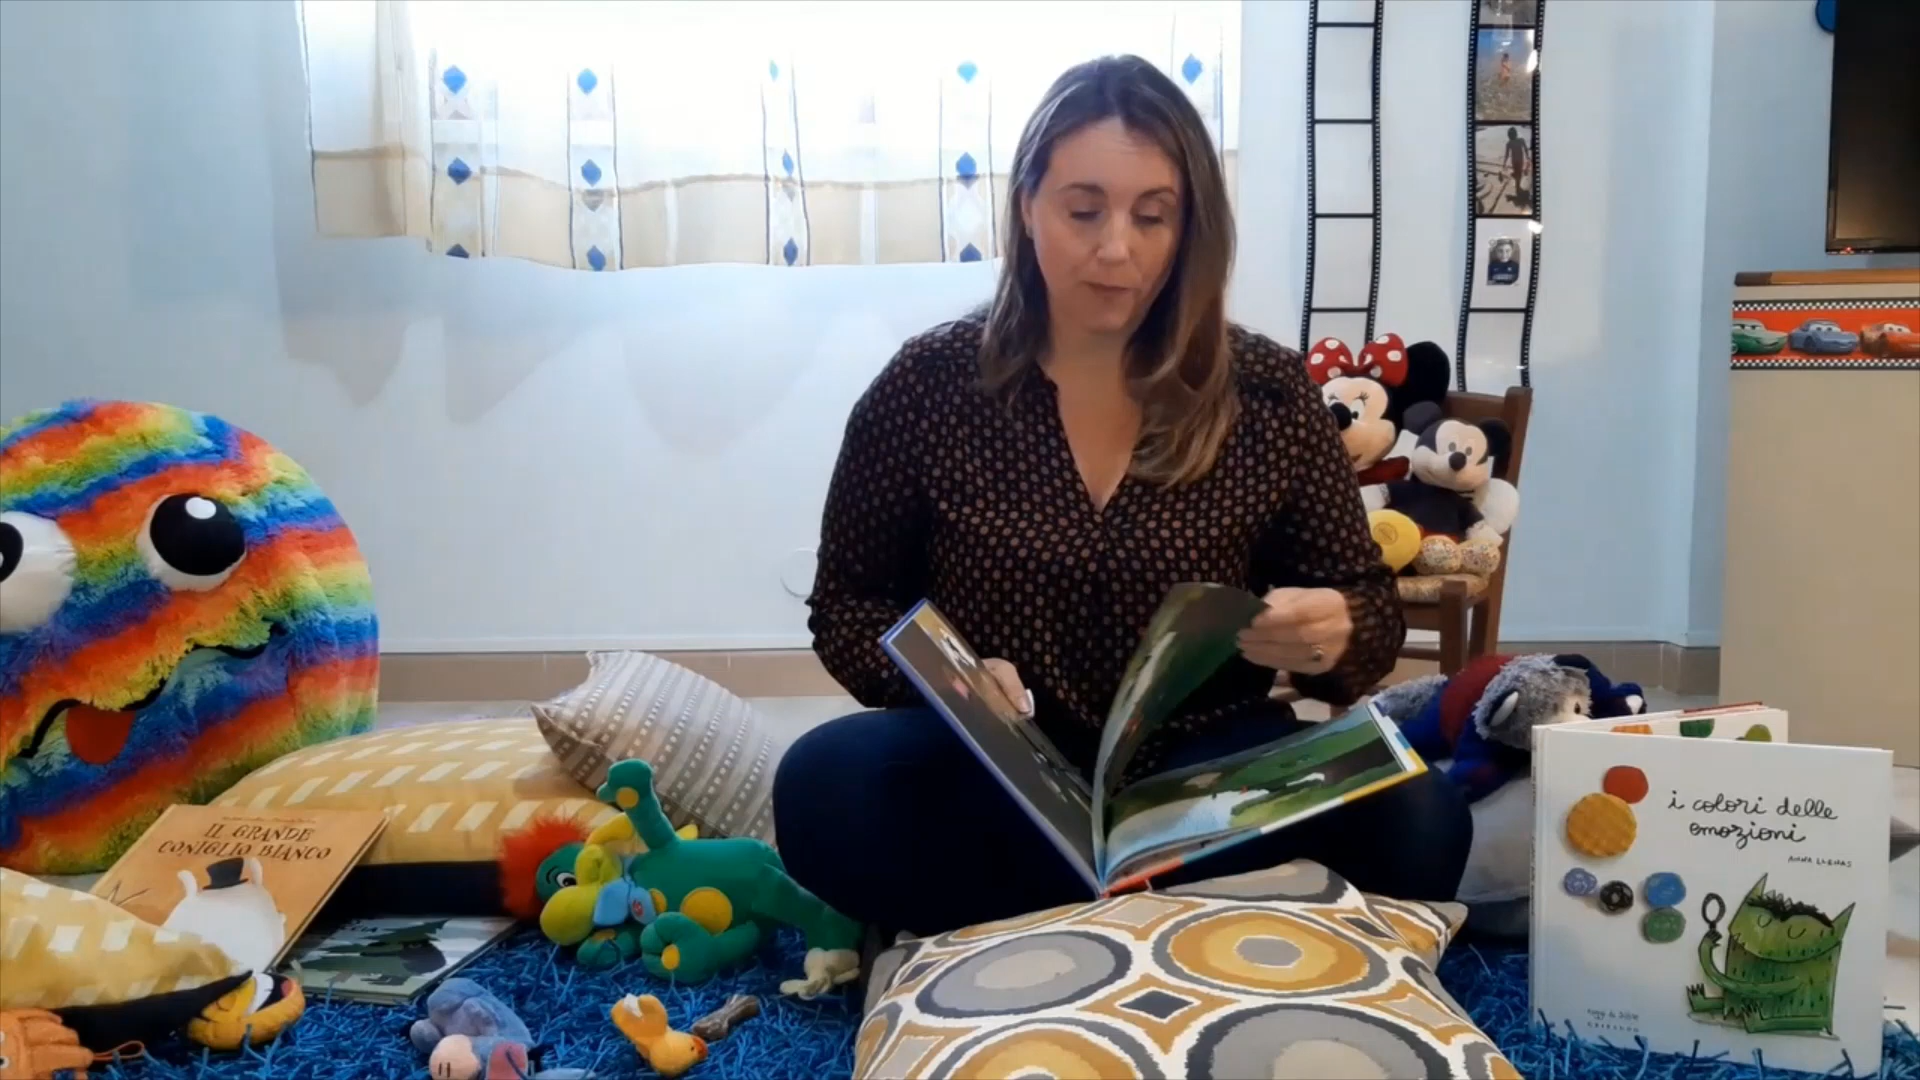 IL GRANDE
CONIGLIO BIANCO
i colori delle
emozioni
ANNA LLENAS